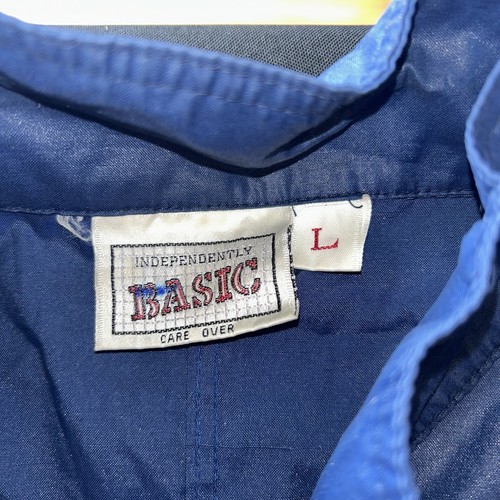 INDEPENDENTLY
BASIC
CARE OVER
L